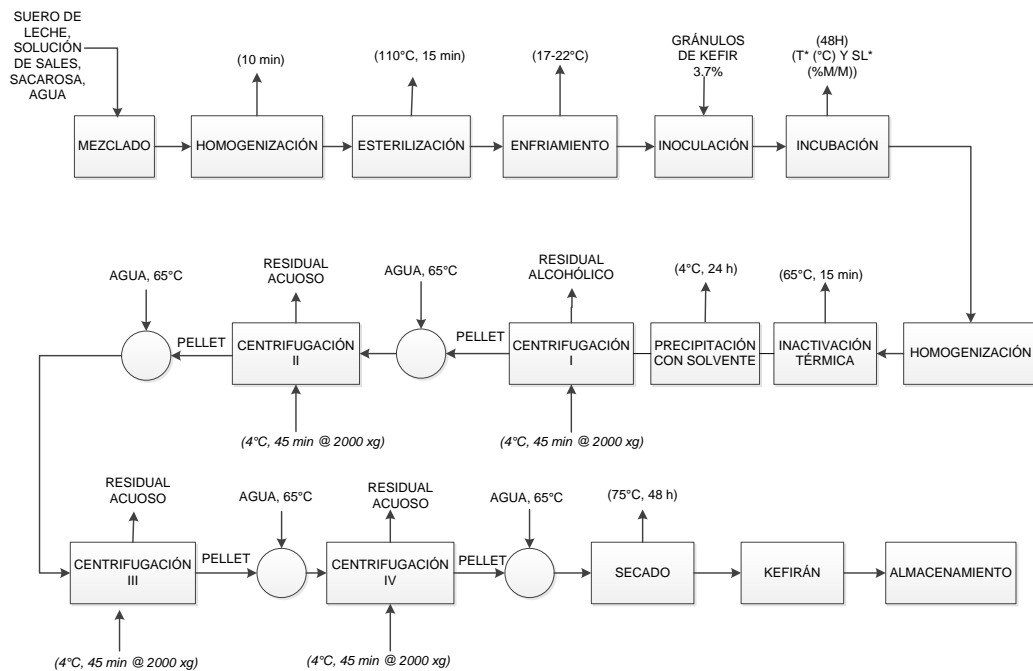 SUERO DE
LECHE,
SOLUCIÓN
DE SALES,
SACAROSA,
AGUA
(10 min)
(110°C, 15 min)
(17-22°C)
GRÁNULOS
DE KEFIR
3.7%
(48H)
(T* (°C) Y SL*
(%M/M))
MEZCLADO
HOMOGENIZACIÓN
ESTERILIZACIÓN
ENFRIAMIENTO
INOCULACIÓN
INCUBACIÓN
AGUA, 65°C
RESIDUAL
ACUOSO
AGUA, 65°C
RESIDUAL
ALCOHÓLICO
(4°C, 24 h)
(65°C, 15 min)
PELLET
CENTRIFUGACIÓN
II
PELLET
CENTRIFUGACIÓN
I
PRECIPITACIÓN
CON SOLVENTE
INACTIVACIÓN
TÉRMICA
HOMOGENIZACIÓN
(4°C, 45 min @ 2000 xg)
(4°C, 45 min @ 2000 xg)
RESIDUAL
ACUOSO
AGUA, 65°C
RESIDUAL
ACUOSO
AGUA, 65°C
(75°C, 48 h)
CENTRIFUGACIÓN
III
PELLET
CENTRIFUGACIÓN
IV
PELLET
SECADO
KEFIRÁN
ALMACENAMIENTO
(4°C, 45 min @ 2000 xg)
(4°C, 45 min @ 2000 xg)